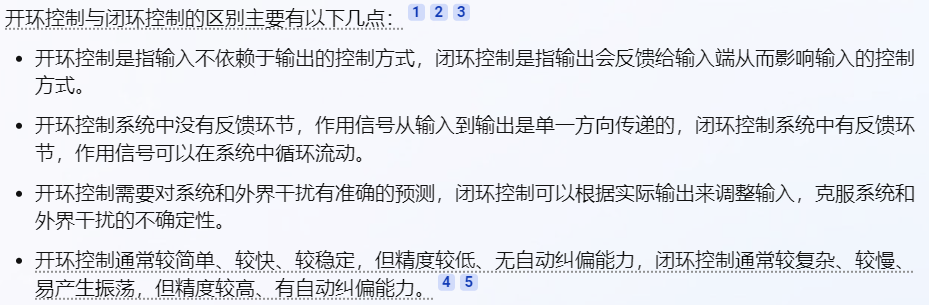 开环控制与闭环控制的区别主要有以下几点： 1 2 3
• 开环控制是指输入不依赖于输出的控制方式，闭环控制是指输出会反馈给输入端从而影响输入的控制
方式。
• 开环控制系统中没有反馈环节，作用信号从输入到输出是单一方向传递的，闭环控制系统中有反馈环
节，作用信号可以在系统中循环流动。
• 开环控制需要对系统和外界干扰有准确的预测，闭环控制可以根据实际输出来调整输入，克服系统和
外界干扰的不确定性。
• 开环控制通常较简单、较快、较稳定，但精度较低、无自动纠偏能力，闭环控制通常较复杂、较慢、
易产生振荡，但精度较高、有自动纠偏能力。 4 5